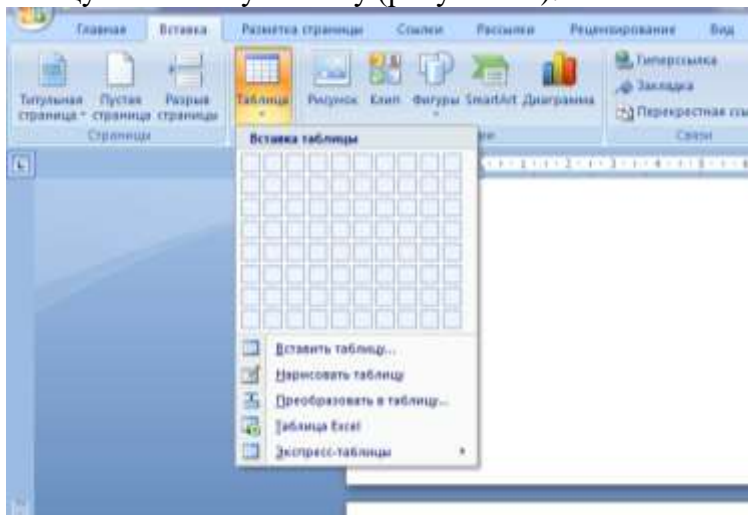 (рисунок
Главная Вставка Разметка страницы Ссылки Рассылки Рецензирование Вид
Титульная страница Пустая страница Разрыв страницы Таблица Рисунок Клип Фигуры SmartArt Диаграмма
Гиперссылка
Закладка
Перекрестная
Страницы
Связи
Вставка таблицы
Вставить таблицу...
Нарисовать таблицу
Преобразовать в таблицу...
Таблица Excel
Экспресс-таблицы